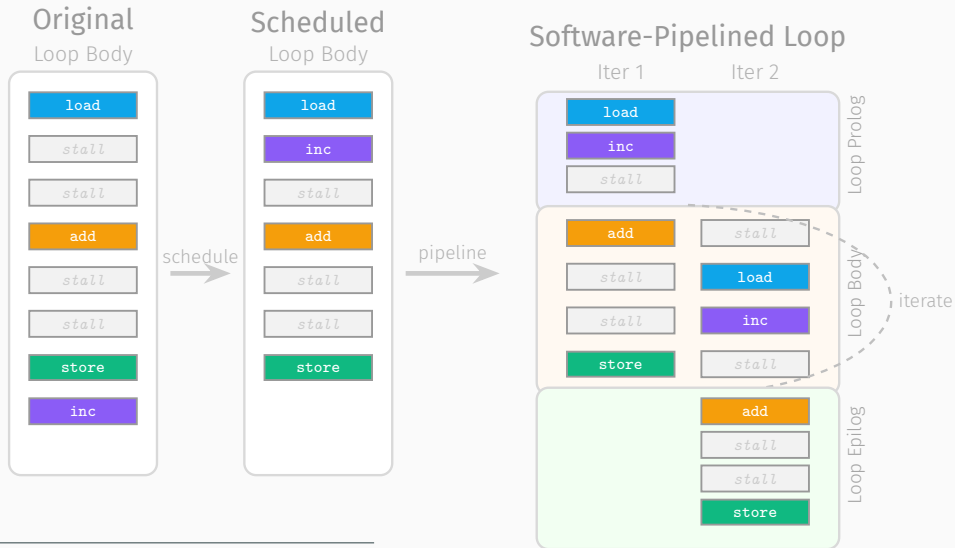 Original
Loop Body
load
stall
stall
add
stall
stall
store
inc
schedule
Scheduled
Loop Body
load
inc
stall
add
stall
stall
store
pipeline
Software-Pipelined Loop
Iter 1 Iter 2
load
inc
stall
Loop Prolog
add stall
stall load
stall inc
store stall
Loop Body
iterate
add
stall
stall
store
Loop Epilog